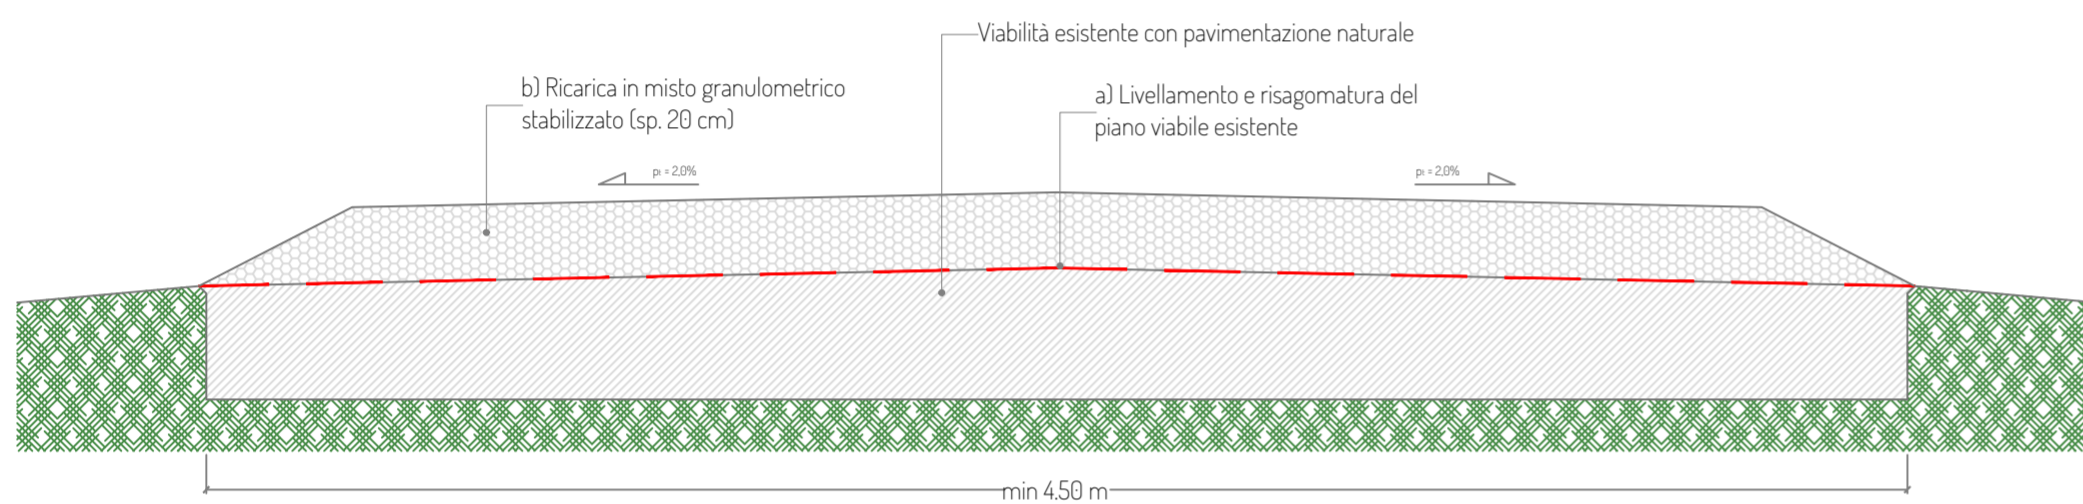 Viabilità esistente con pavimentazione naturale
b) Ricarica in misto granulometrico
stabilizzato (sp. 20 cm)
a) Livellamento e risagomatura del
piano viabile esistente
pt = 2,0%
pt = 2,0%
min 4.50 m